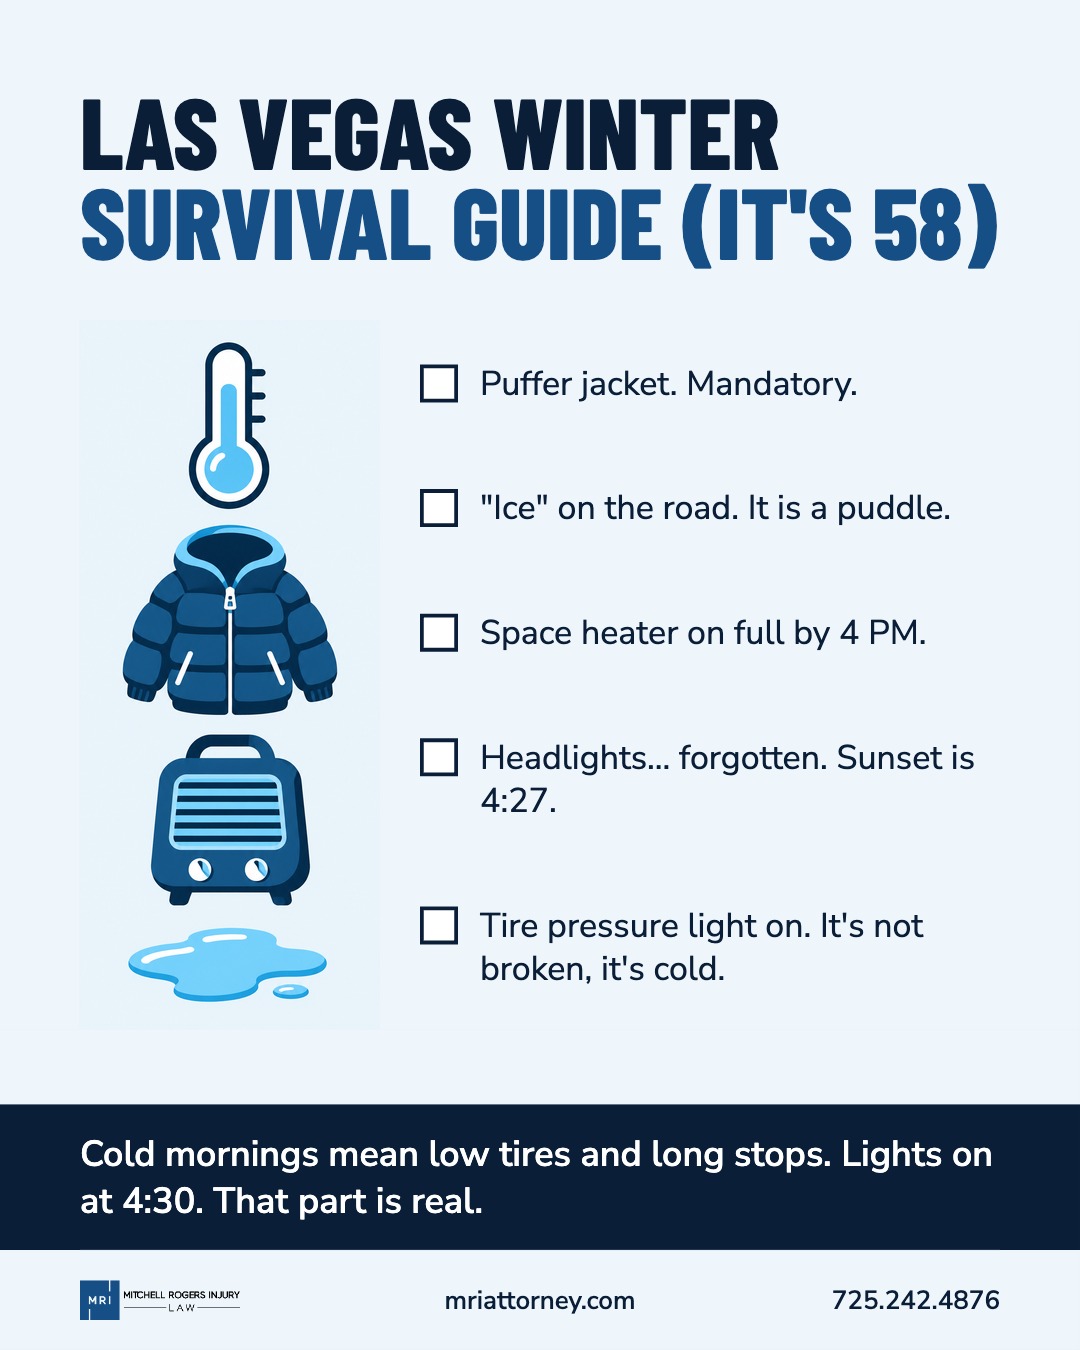 LAS VEGAS WINTER
SURVIVAL GUIDE (IT'S 58)
Puffer jacket. Mandatory.
"Ice" on the road. It is a puddle.
Space heater on full by 4 PM.
Headlights... forgotten. Sunset is
4:27.
Tire pressure light on. It's not
broken, it's cold.
Cold mornings mean low tires and long stops. Lights on
at 4:30. That part is real.
MRI
MITCHELL ROGERS INJURY
LAW
mriattorney.com
725.242.4876